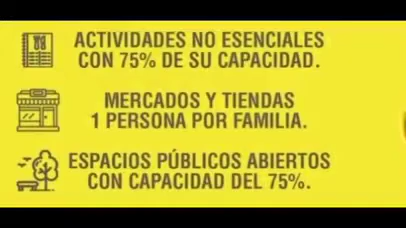 ACTIVIDADES NO ESENCIALES
CON 75% DE SU CAPACIDAD.
MERCADOS Y TIENDAS
1 PERSONA POR FAMILIA.
ESPACIOS PÚBLICOS ABIERTOS
CON CAPACIDAD DEL 75%.